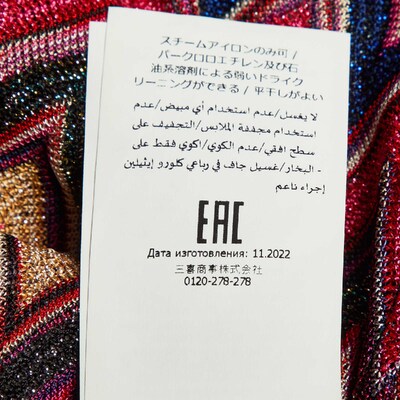 スチームアイロンのみ可 /
パークロロエチレン及び石
油系溶剤による弱いドライク
リーニングができる / 平干しがよい
لا يغسل/عدم استخدام أي مبيض/عدم
استخدام مجففة الملابس/التجفيف على
سطح افقي/عدم الكوي/اكوي فقط على
- البخار/غسيل جاف في رباعي كلورو إيثيلين
إجراء ناعم
EAC
Дата изготовления: 11.2022
三喜商事株式会社
0120-278-278